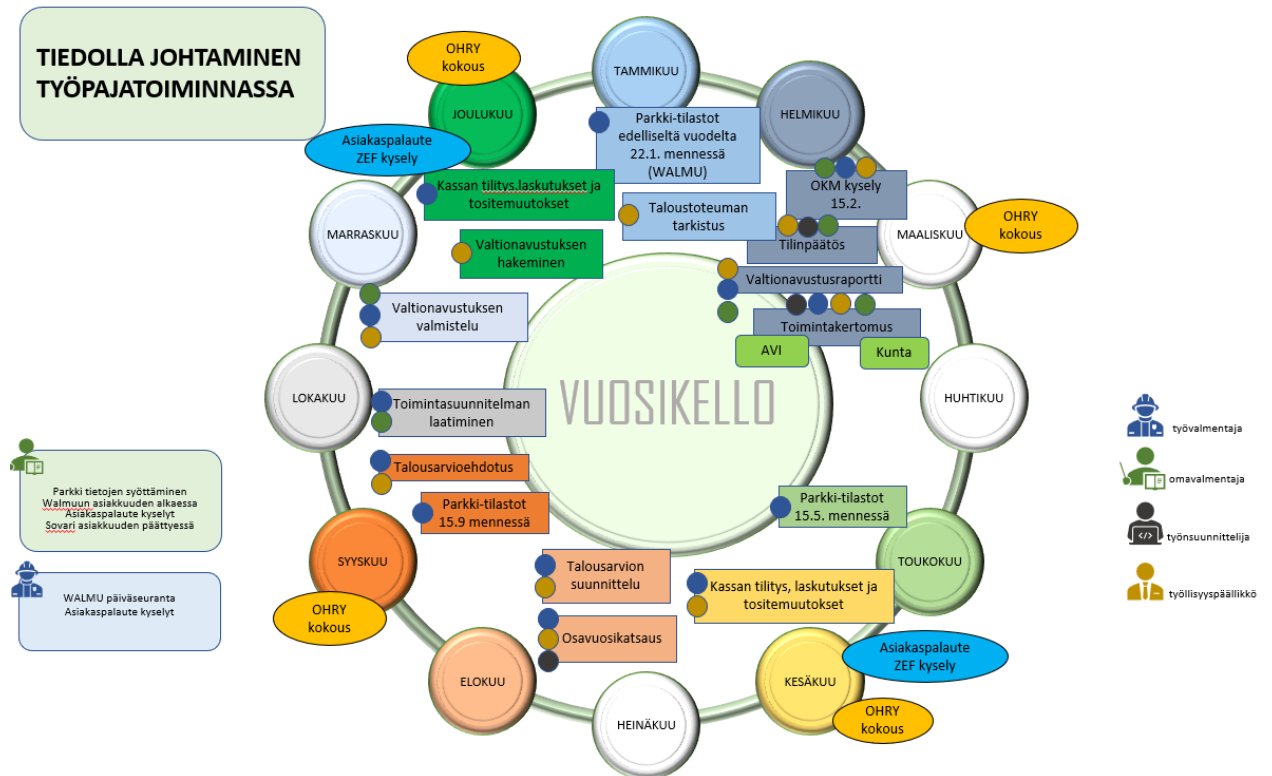 TIEDOLLA JOHTAMINEN
TYÖPAJATOIMINNASSA
OHRY
kokous
TAMMIKUU
JOULUKUU
HELMIKUU
Asiakaspalaute
ZEF kysely
Parkki-tilastot
edelliseltä vuodelta
22.1. mennessä
(WALMU)
Kassan tilitys,laskutukset ja
tositemuutokset
OKM kysely
15.2.
Taloustoteuman
tarkistus
MARRASKUU
MAALISKUU
OHRY
kokous
Valtionavustuksen
hakeminen
Tilinpäätös
Valtionavustusraportti
Valtionavustuksen
valmistelu
Toimintakertomus
AVI
Kunta
LOKAKUU
VUOSIKELLO
HUHTIKUU
Toimintasuunnitelman
laatiminen
Talousarvioehdotus
Parkki-tilastot
15.9 mennessä
Parkki-tilastot
15.5. mennessä
SYYSKUU
TOUKOKUU
Talousarvion
suunnittelu
Kassan tilitys, laskutukset ja
tositemuutokset
OHRY
kokous
Osavuosikatsaus
Asiakaspalaute
ZEF kysely
ELOKUU
KESÄKUU
HEINÄKUU
OHRY
kokous
Parkki tietojen syöttäminen
Walmuun asiakkuuden alkaessa
Asiakaspalaute kyselyt
Sovari asiakkuuden päättyessä
WALMU päiväseuranta
Asiakaspalaute kyselyt
työvalmentaja
omavalmentaja
työnsuunnittelija
työllisyyspäällikkö